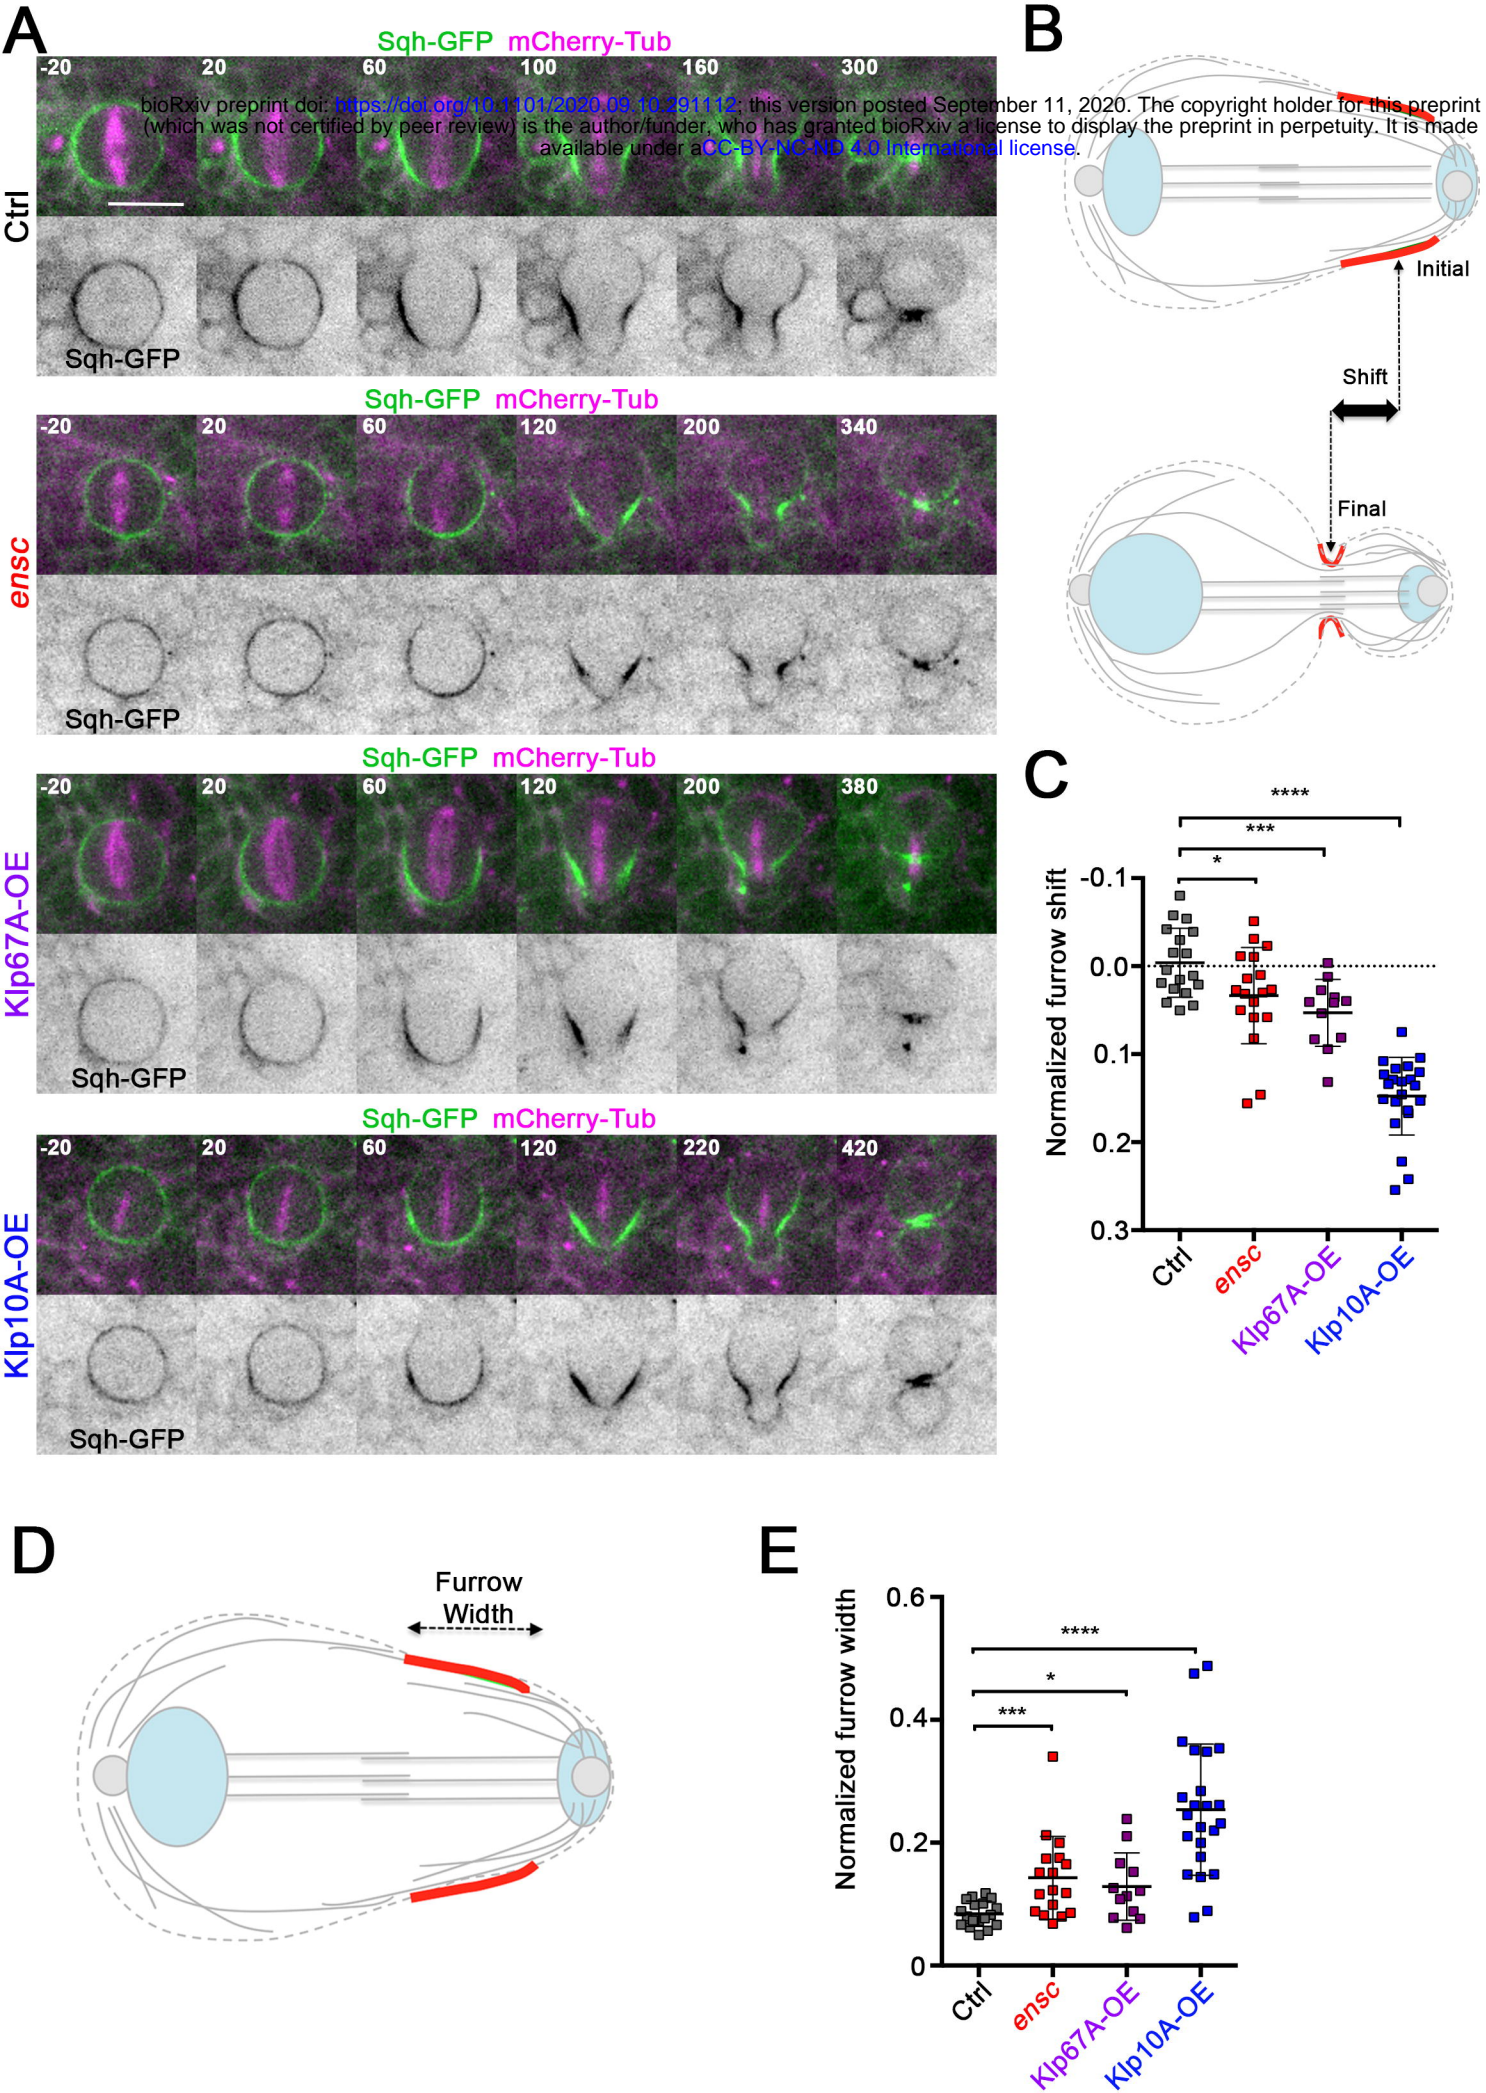 A
Sqh-GFP mCherry-Tub
-20 20 60 100 160 300
bioRxiv preprint doi: https://doi.org/10.1101/2020.09.10.291112; this version posted September 11, 2020. The copyright holder for this preprint
(which was not certified by peer review) is the author/funder, who has granted bioRxiv a license to display the preprint in perpetuity. It is made
available under aCC-BY-NC-ND 4.0 International license.
Ctrl
Sqh-GFP
Sqh-GFP mCherry-Tub
-20 20 60 120 200 340
ensc
Sqh-GFP
Sqh-GFP mCherry-Tub
-20 20 60 120 200 380
Klp67A-OE
Sqh-GFP
Sqh-GFP mCherry-Tub
-20 20 60 120 220 420
Klp10A-OE
Sqh-GFP
B
Initial
Shift
Final
C
****
***
*
Normalized furrow shift
-0.1
0.0
0.1
0.2
0.3
Ctrl
ensc
Klp67A-OE
Klp10A-OE
D
Furrow
Width
E
Normalized furrow width
0.6
0.4
0.2
0
****
*
***
Ctrl
ensc
Klp67A-OE
Klp10A-OE